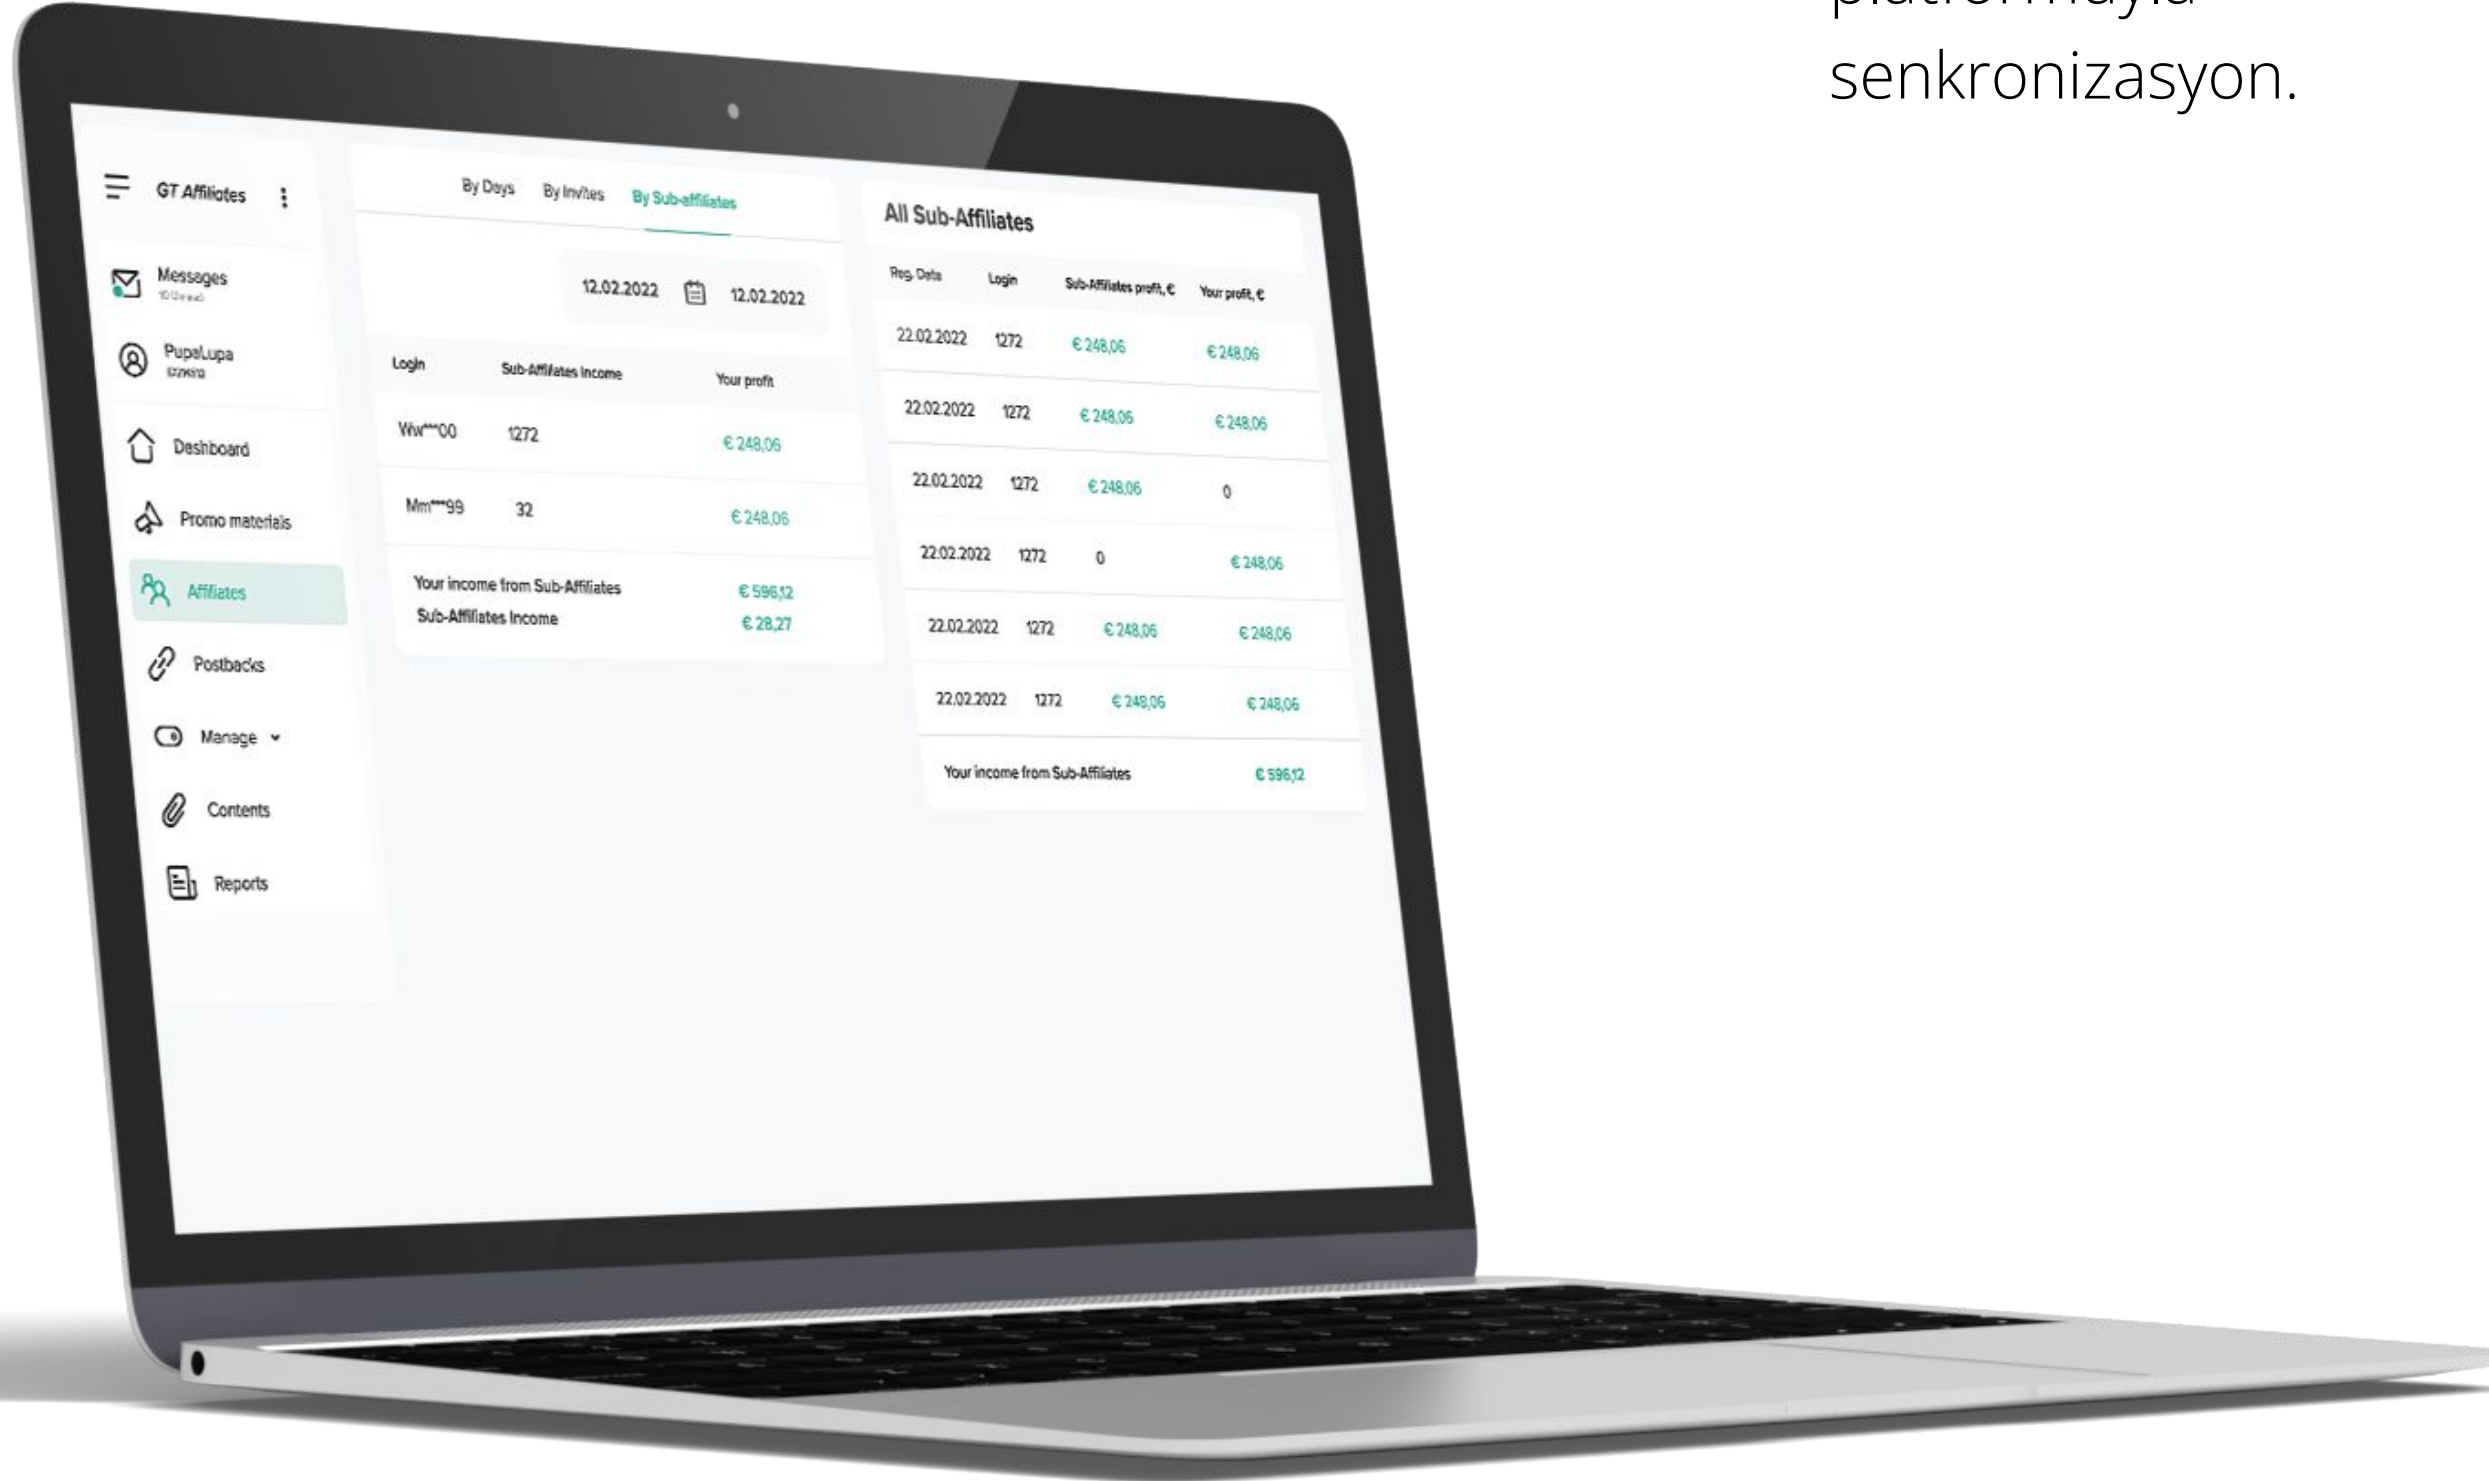 senkronizasyon.
GT Affiliates
Messages
PupaLupa
Dashboard
Promo materials
Affiliates
Postbacks
Manage
Contents
Reports
By Days By Invites By Sub-affiliates
12.02.2022 12.02.2022
Login Sub-Affiliates Income Your profit
Ww***00 1272 € 248,06
Mm***99 32 € 248,06
Your income from Sub-Affiliates € 596,12
Sub-Affiliates Income € 28,27
All Sub-Affiliates
Reg. Date Login Sub-Affiliates profit, € Your profit, €
22.02.2022 1272 € 248,06 € 248,06
22.02.2022 1272 € 248,06 € 248,06
22.02.2022 1272 € 248,06 0
22.02.2022 1272 0 € 248,06
22.02.2022 1272 € 248,06 € 248,06
22.02.2022 1272 € 248,06 € 248,06
Your income from Sub-Affiliates € 596,12